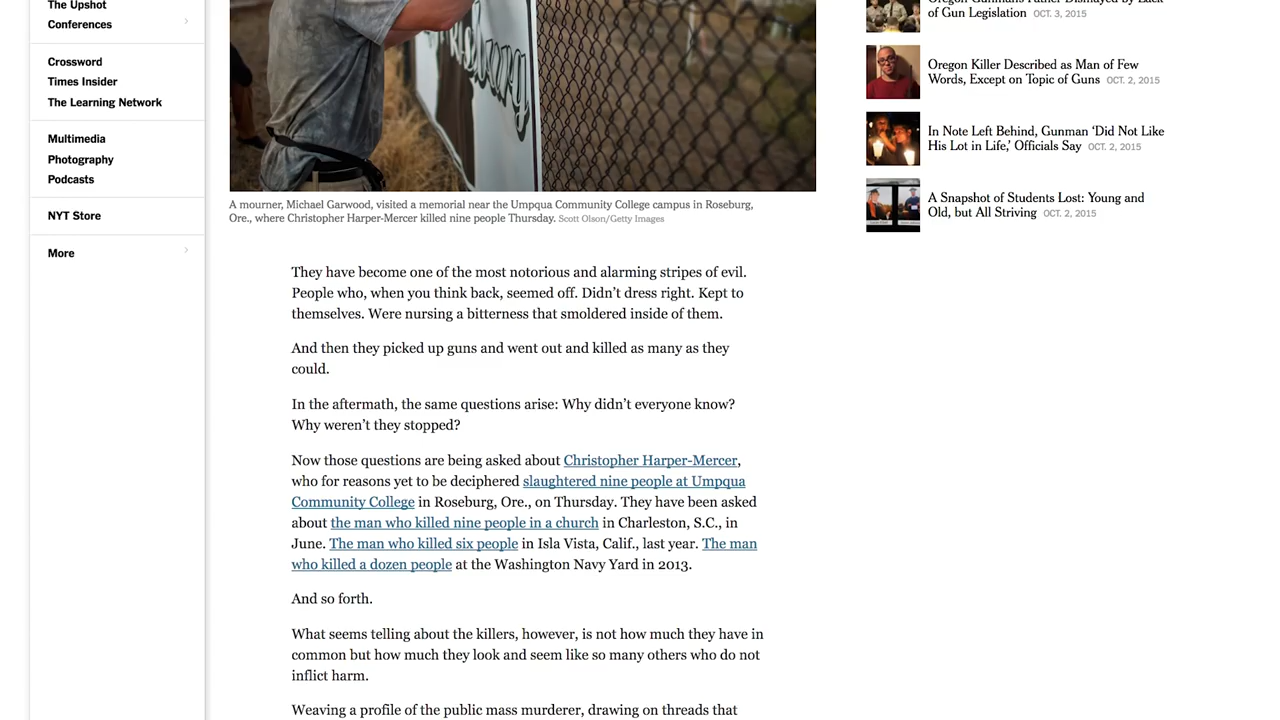 The Upshot
Conferences
Crossword
Times Insider
The Learning Network
Multimedia
Photography
Podcasts
NYT Store
More
A mourner, Michael Garwood, visited a memorial near the Umpqua Community College campus in Roseburg,
Ore., where Christopher Harper-Mercer killed nine people Thursday. Scott Olson/Getty Images
They have become one of the most notorious and alarming stripes of evil.
People who, when you think back, seemed off. Didn’t dress right. Kept to
themselves. Were nursing a bitterness that smoldered inside of them.
And then they picked up guns and went out and killed as many as they
could.
In the aftermath, the same questions arise: Why didn’t everyone know?
Why weren’t they stopped?
Now those questions are being asked about Christopher Harper-Mercer,
who for reasons yet to be deciphered slaughtered nine people at Umpqua
Community College in Roseburg, Ore., on Thursday. They have been asked
about the man who killed nine people in a church in Charleston, S.C., in
June. The man who killed six people in Isla Vista, Calif., last year. The man
who killed a dozen people at the Washington Navy Yard in 2013.
And so forth.
What seems telling about the killers, however, is not how much they have in
common but how much they look and seem like so many others who do not
inflict harm.
Weaving a profile of the public mass murderer, drawing on threads that
Oregon Gunman’s Father Dismayed by Lack
of Gun Legislation OCT. 3, 2015
Oregon Killer Described as Man of Few
Words, Except on Topic of Guns OCT. 2, 2015
In Note Left Behind, Gunman ‘Did Not Like
His Lot in Life,’ Officials Say OCT. 2, 2015
A Snapshot of Students Lost: Young and
Old, but All Striving OCT. 2, 2015